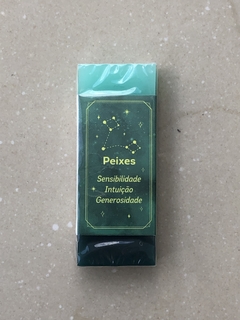 Peixes
Sensibilidade
Intuição
Generosidade